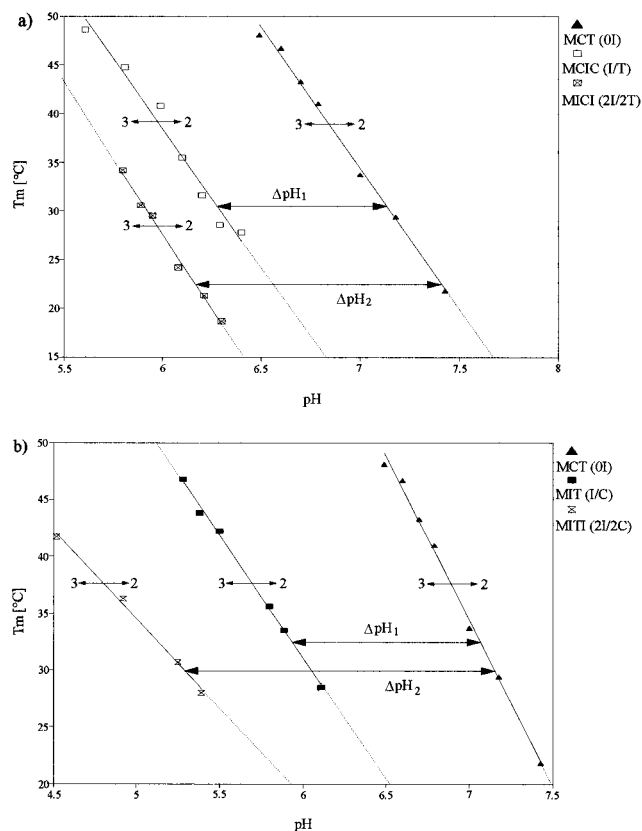 a)
50
45
40
35
30
25
20
15
Tm [°C]
5.5 6 6.5 7 7.5 8
pH
3 2
3 2
3 2
ΔpH1
ΔpH2
MCT (0I)
MCIC (I/T)
MICI (2I/2T)
b)
50
45
40
35
30
25
20
Tm [°C]
4.5 5 5.5 6 6.5 7 7.5
pH
3 2
3 2
3 2
ΔpH1
ΔpH2
MCT (0I)
MIT (I/C)
MITI (2I/2C)